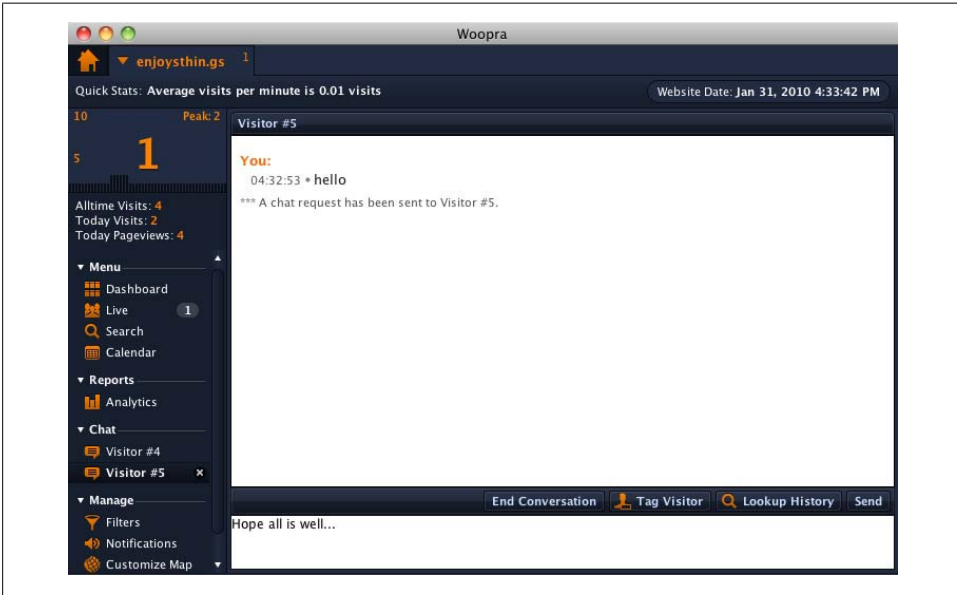 Woopra
enjoysthin.gs 1
Quick Stats: Average visits per minute is 0.01 visits
Website Date: Jan 31, 2010 4:33:42 PM
10 Peak: 2
5 1
Alltime Visits: 4
Today Visits: 2
Today Pageviews: 4
Menu
Dashboard
Live 1
Search
Calendar
Reports
Analytics
Chat
Visitor #4
Visitor #5 x
Manage
Filters
Notifications
Customize Map
Visitor #5
You:
04:32:53 • hello
*** A chat request has been sent to Visitor #5.
End Conversation Tag Visitor Lookup History Send
Hope all is well...